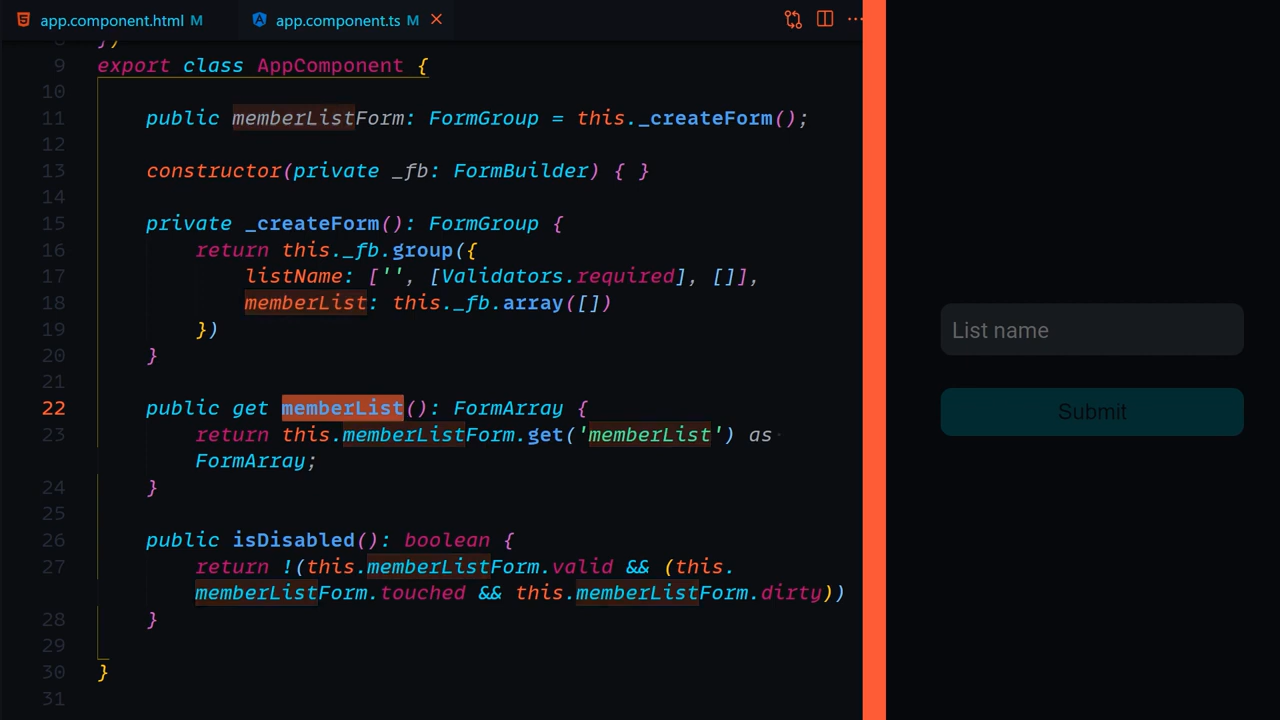 app.component.html M
app.component.ts M
8 })
9 export class AppComponent {
10
11 public memberListForm: FormGroup = this._createForm();
12
13 constructor(private _fb: FormBuilder) { }
14
15 private _createForm(): FormGroup {
16 return this._fb.group({
17 listName: ['', [Validators.required], []],
18 memberList: this._fb.array([])
19 })
20 }
21
22 public get memberList(): FormArray {
23 return this.memberListForm.get('memberList') as
FormArray;
24 }
25
26 public isDisabled(): boolean {
27 return !(this.memberListForm.valid && (this.
memberListForm.touched && this.memberListForm.dirty))
28 }
29
30 }
31
List name
Submit